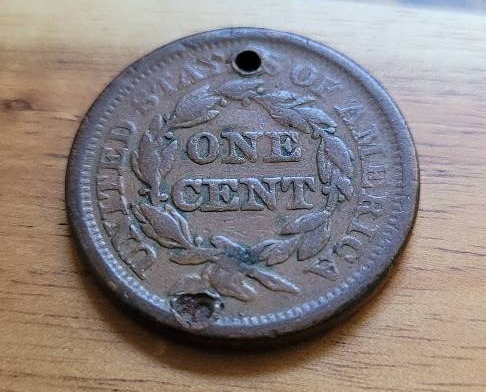 UNITED STATES OF AMERICA
ONE
CENT